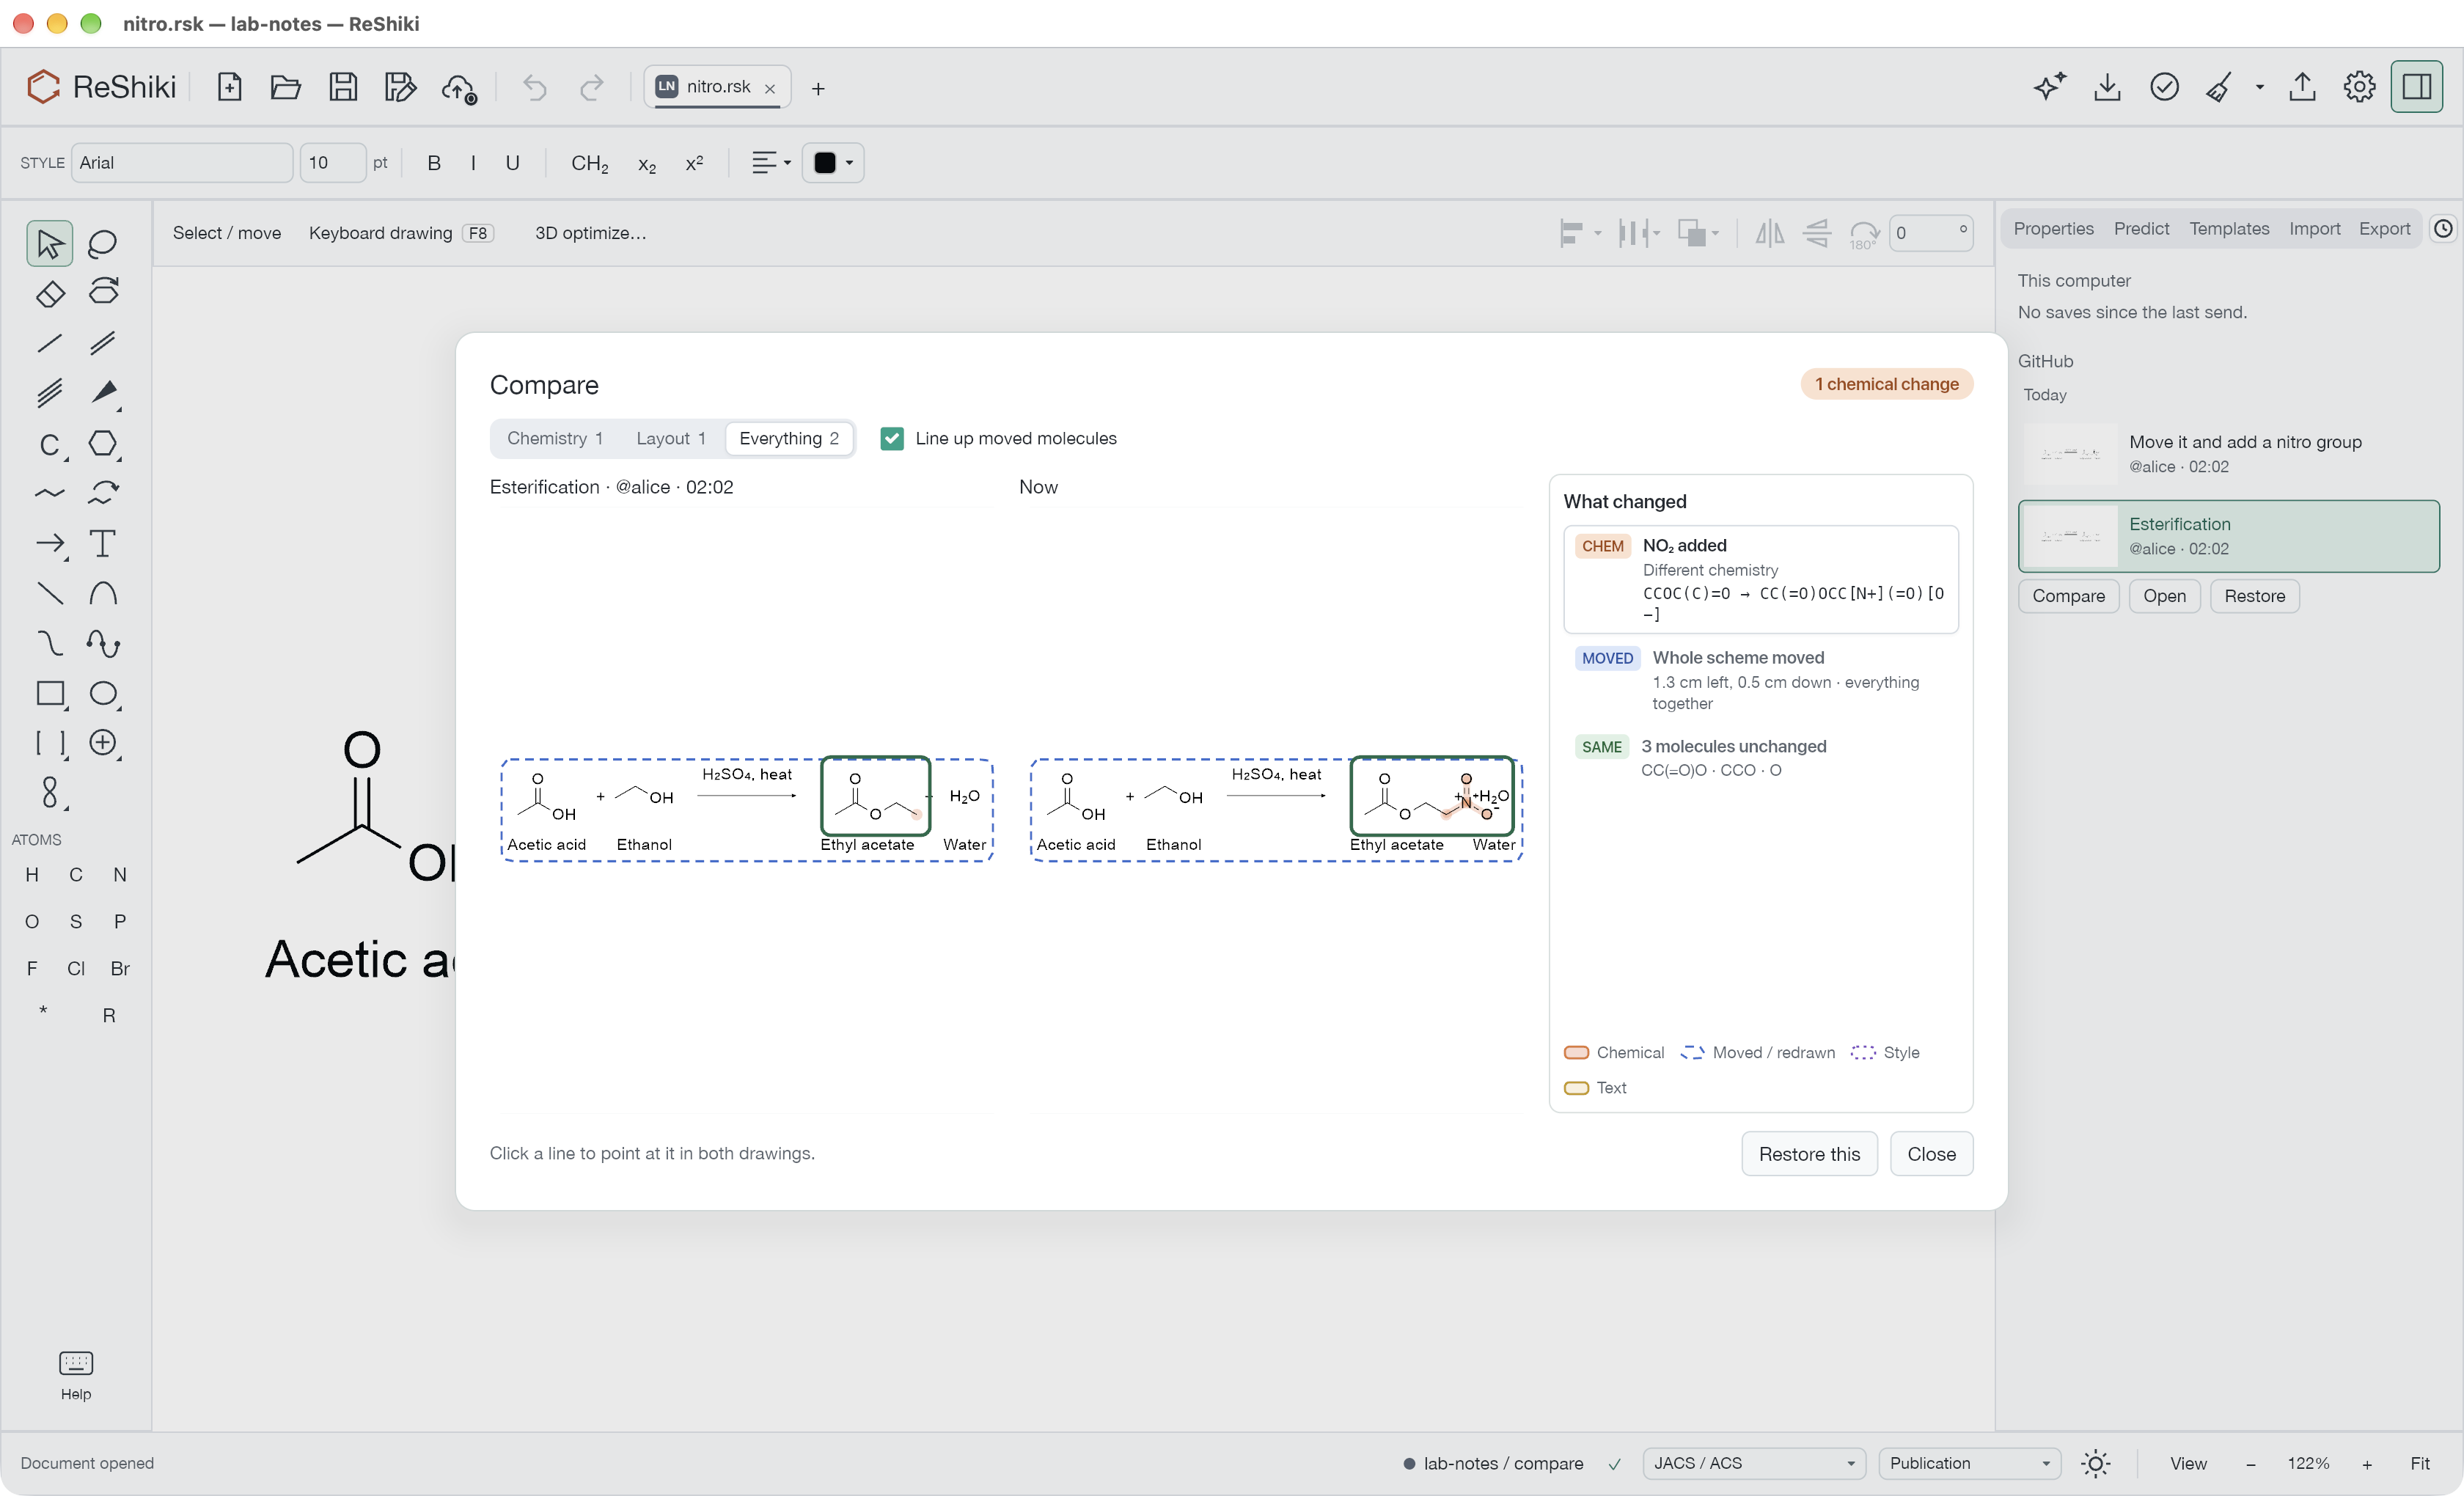 nitro.rsk — lab-notes — ReShiki
ReShiki
LN nitro.rsk × +
STYLE Arial 10 pt B I U CH₂ x₂ x²
Select / move Keyboard drawing F8 3D optimize... 180° 0 °
Properties Predict Templates Import Export
This computer
No saves since the last send.
GitHub
Today
Move it and add a nitro group
@alice · 02:02
Esterification
@alice · 02:02
Compare Open Restore
C
T
ATOMS
H C N
O S P
F Cl Br
* R
Help
O
Acetic a
Compare
1 chemical change
Chemistry 1 Layout 1 Everything 2 Line up moved molecules
Esterification · @alice · 02:02
Now
O
OH
+
OH
H₂SO₄, heat
O
O
H₂O
Acetic acid Ethanol Ethyl acetate Water
O
OH
+
OH
H₂SO₄, heat
O
O
O
N
+
O
-
H₂O
Acetic acid Ethanol Ethyl acetate Water
What changed
CHEM NO₂ added
Different chemistry
CCOC(C)=O → CC(=O)OCC[N+](=O)[O
−]
MOVED Whole scheme moved
1.3 cm left, 0.5 cm down · everything
together
SAME 3 molecules unchanged
CC(=O)O · CCO · O
Chemical Moved / redrawn Style
Text
Click a line to point at it in both drawings.
Restore this Close
Document opened
lab-notes / compare ✓ JACS / ACS Publication View − 122% + Fit